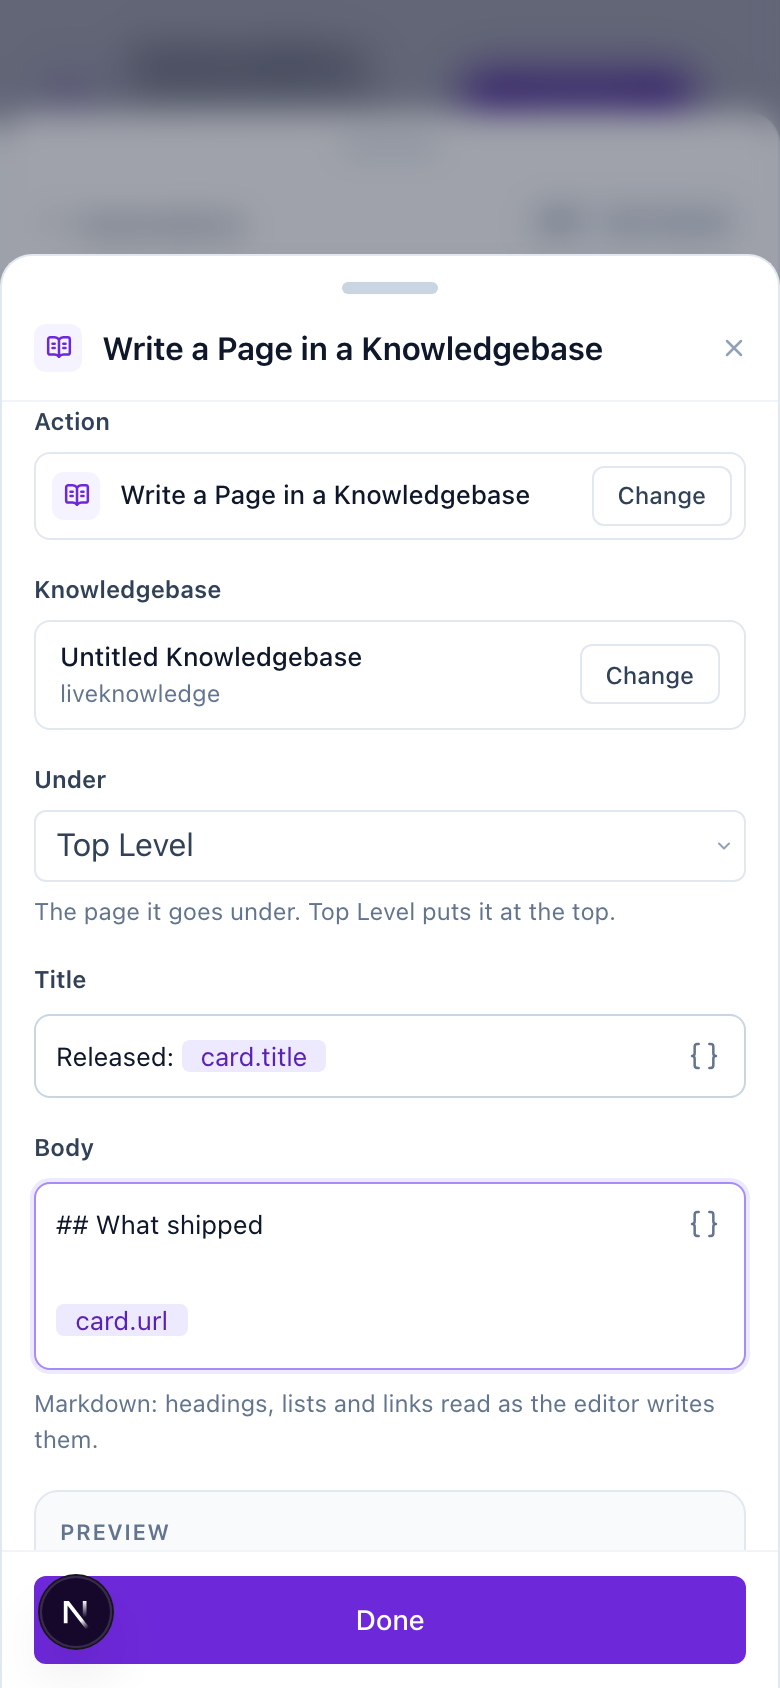 Write a Page in a Knowledgebase
Action
Write a Page in a Knowledgebase
Change
Knowledgebase
Untitled Knowledgebase
liveknowledge
Change
Under
Top Level
The page it goes under. Top Level puts it at the top.
Title
Released: card.title
{}
Body
## What shipped
{}
card.url
Markdown: headings, lists and links read as the editor writes
them.
PREVIEW
N
Done